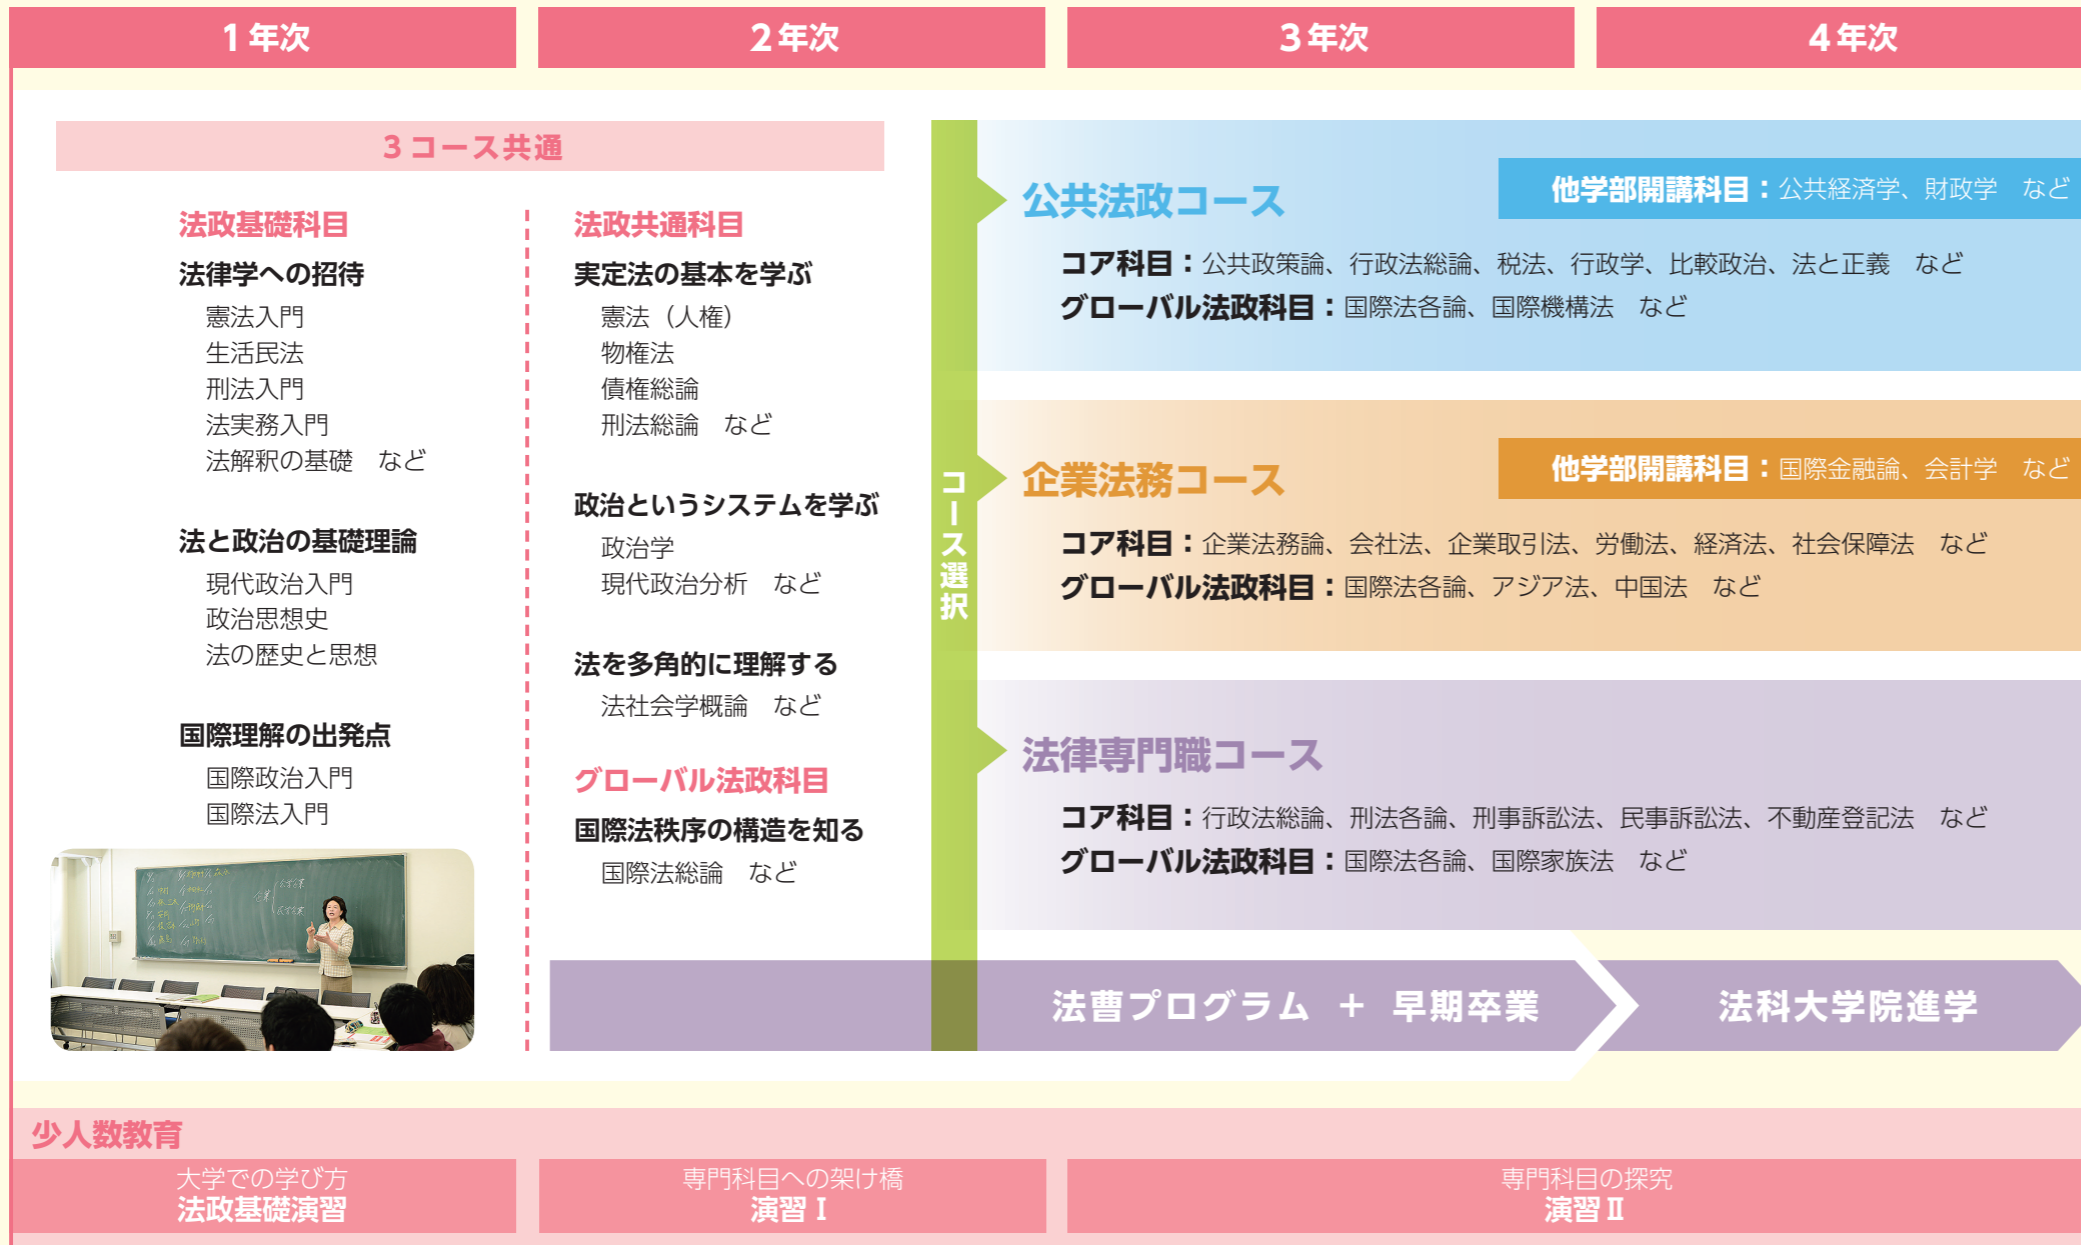 1年次
2年次
3年次
4年次
3コース共通
法政基礎科目
法律学への招待
憲法入門
生活民法
刑法入門
法実務入門
法解釈の基礎　など
法と政治の基礎理論
現代政治入門
政治思想史
法の歴史と思想
国際理解の出発点
国際政治入門
国際法入門
法政共通科目
実定法の基本を学ぶ
憲法（人権）
物権法
債権総論
刑法総論　など
政治というシステムを学ぶ
政治学
現代政治分析　など
法を多角的に理解する
法社会学概論　など
グローバル法政科目
国際法秩序の構造を知る
国際法総論　など
コース選択
公共法政コース
他学部開講科目：公共経済学、財政学　など
コア科目：公共政策論、行政法総論、税法、行政学、比較政治、法と正義　など
グローバル法政科目：国際法各論、国際機構法　など
企業法務コース
他学部開講科目：国際金融論、会計学　など
コア科目：企業法務論、会社法、企業取引法、労働法、経済法、社会保障法　など
グローバル法政科目：国際法各論、アジア法、中国法　など
法律専門職コース
コア科目：行政法総論、刑法各論、刑事訴訟法、民事訴訟法、不動産登記法　など
グローバル法政科目：国際法各論、国際家族法　など
法曹プログラム ＋ 早期卒業
法科大学院進学
少人数教育
大学での学び方
法政基礎演習
専門科目への架け橋
演習Ⅰ
専門科目の探究
演習Ⅱ